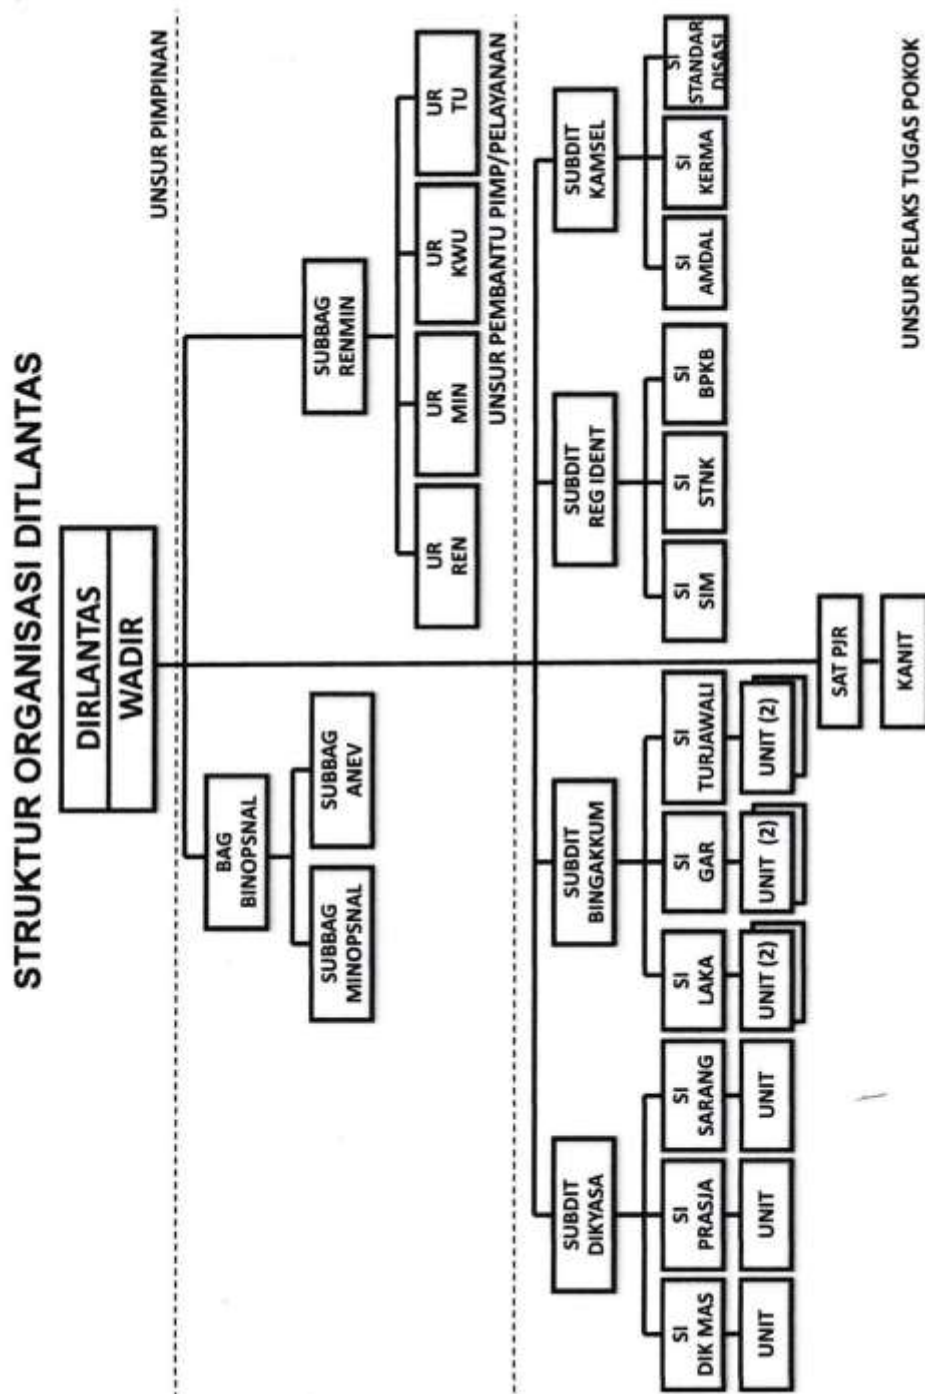 STRUKTUR ORGANISASI DITLANTAS
DIRLANTAS
WADIR
UNSUR PIMPINAN
BAG
BINOPSNAL
SUBBAG
MINOPSNAL
SUBBAG
ANEV
SUBBAG
RENMIN
UR
REN
UR
MIN
UR
KWU
UR
TU
UNSUR PEMBANTU PIMP/PELAYANAN
SUBDIT
DIKYASA
SI
DIK MAS
SI
PRASJA
SI
SARANG
UNIT
UNIT
UNIT
SUBDIT
BINGAKKUM
SI
LAKA
SI
GAR
SI
TURJAWALI
UNIT (2)
UNIT (2)
UNIT (2)
SUBDIT
REG IDENT
SI
SIM
SI
STNK
SI
BPKB
SUBDIT
KAMSEL
SI
AMDAL
SI
KERMA
SI
STANDAR
DISASI
SAT PJR
KANIT
UNSUR PELAKS TUGAS POKOK